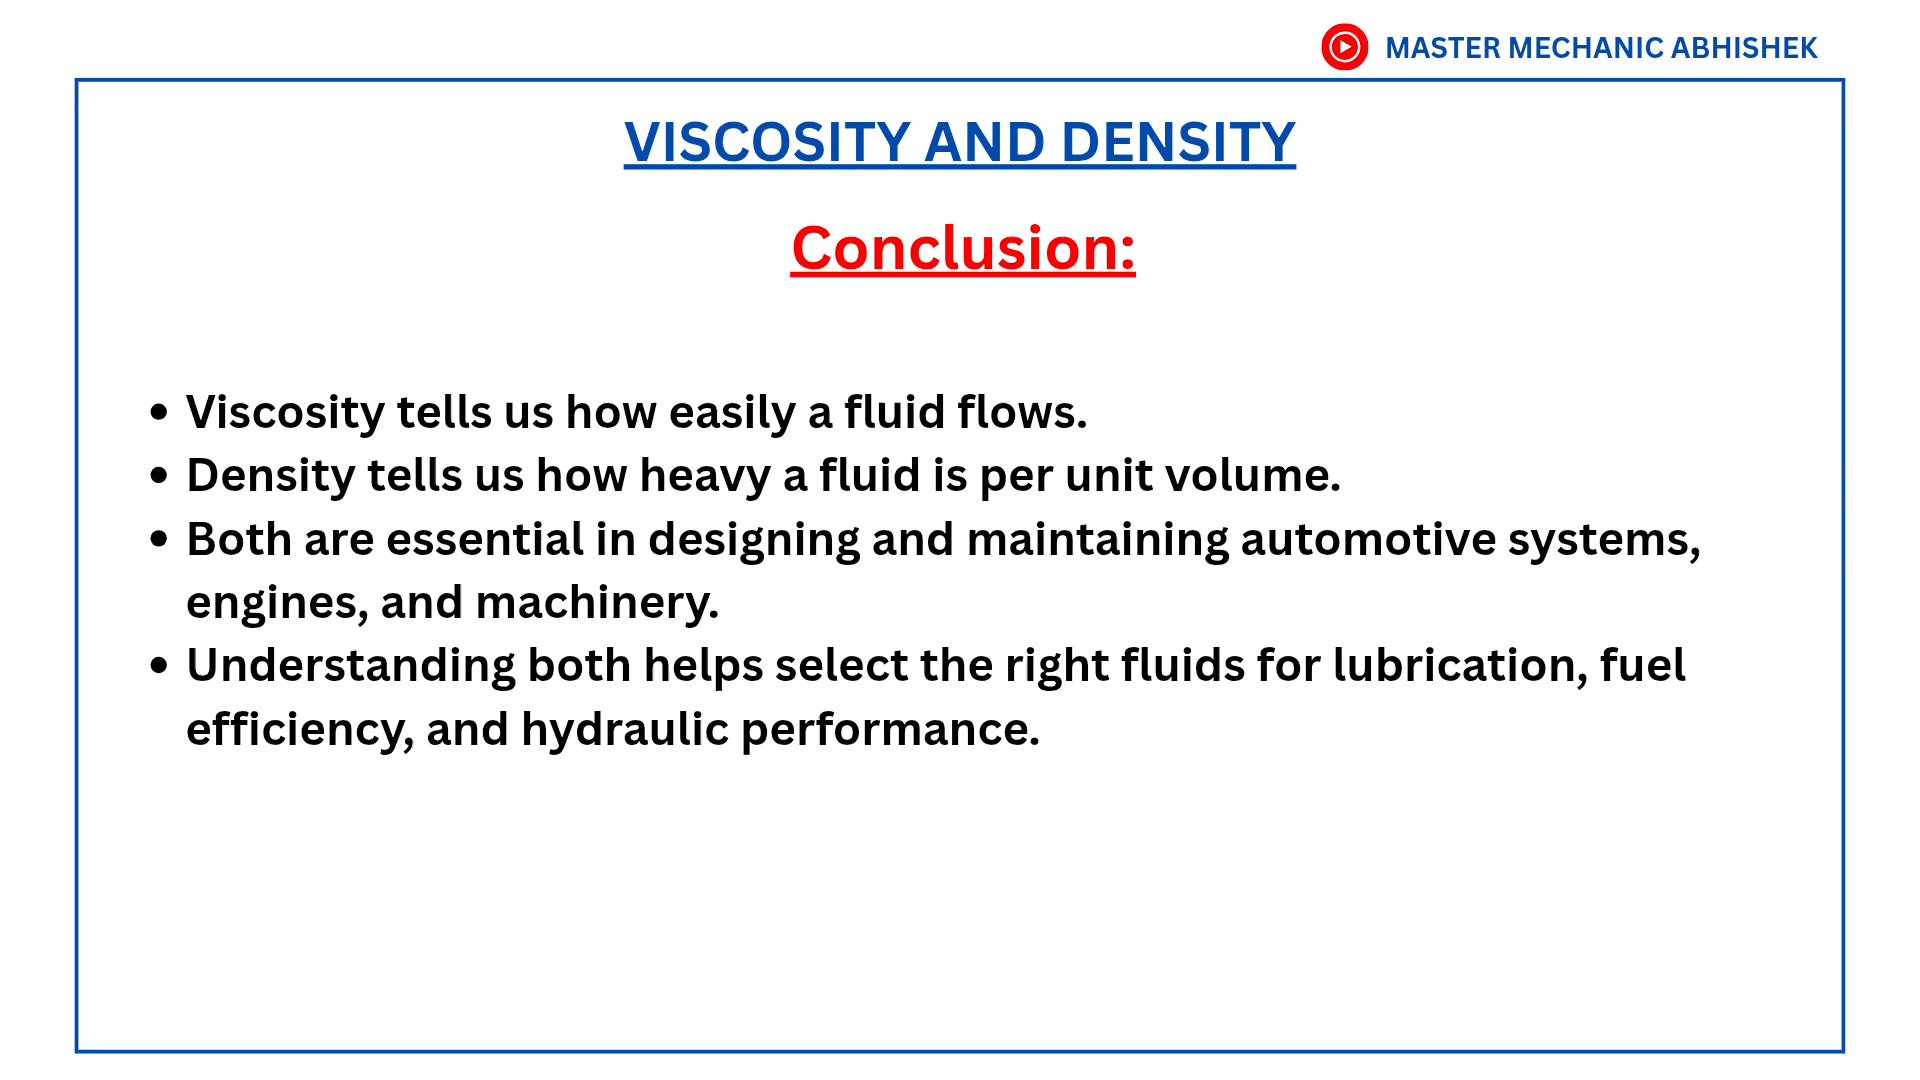 MASTER MECHANIC ABHISHEK
VISCOSITY AND DENSITY
Conclusion:
• Viscosity tells us how easily a fluid flows.
• Density tells us how heavy a fluid is per unit volume.
• Both are essential in designing and maintaining automotive systems,
engines, and machinery.
• Understanding both helps select the right fluids for lubrication, fuel
efficiency, and hydraulic performance.